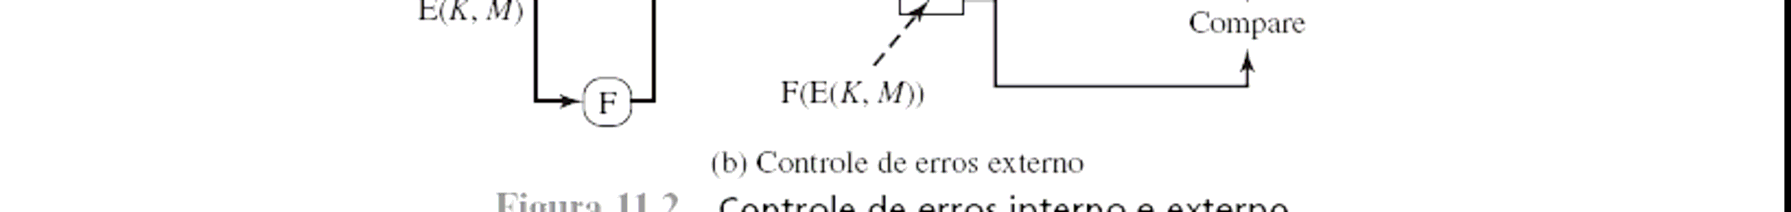 E(K, M)
Compare
F(E(K, M))
F
(b) Controle de erros externo
Figura 11.2 Controle de erros interno e externo